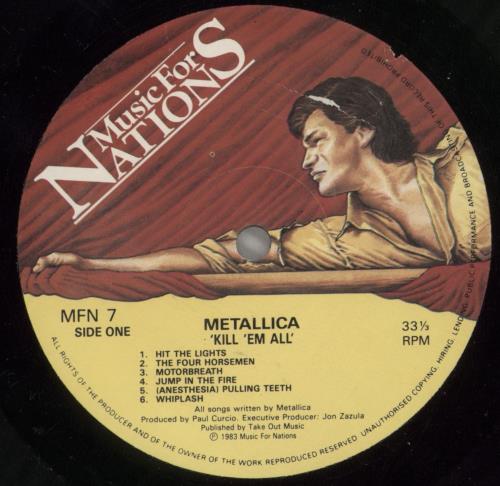 Music For
NATIONS
MFN 7
SIDE ONE
METALLICA
'KILL 'EM ALL'
33⅓
RPM
1. HIT THE LIGHTS
2. THE FOUR HORSEMEN
3. MOTORBREATH
4. JUMP IN THE FIRE
5. (ANESTHESIA) PULLING TEETH
6. WHIPLASH
All songs written by Metallica
Produced by Paul Curcio. Executive Producer: Jon Zazula
Published by Take Out Music
Ⓟ 1983 Music For Nations
ALL RIGHTS OF THE PRODUCER AND OF THE OWNER OF THE WORK REPRODUCED RESERVED. UNAUTHORISED COPYING. HIRING. LENDING. PUBLIC PERFORMANCE AND BROADCASTING OF THIS RECORD PROHIBITED